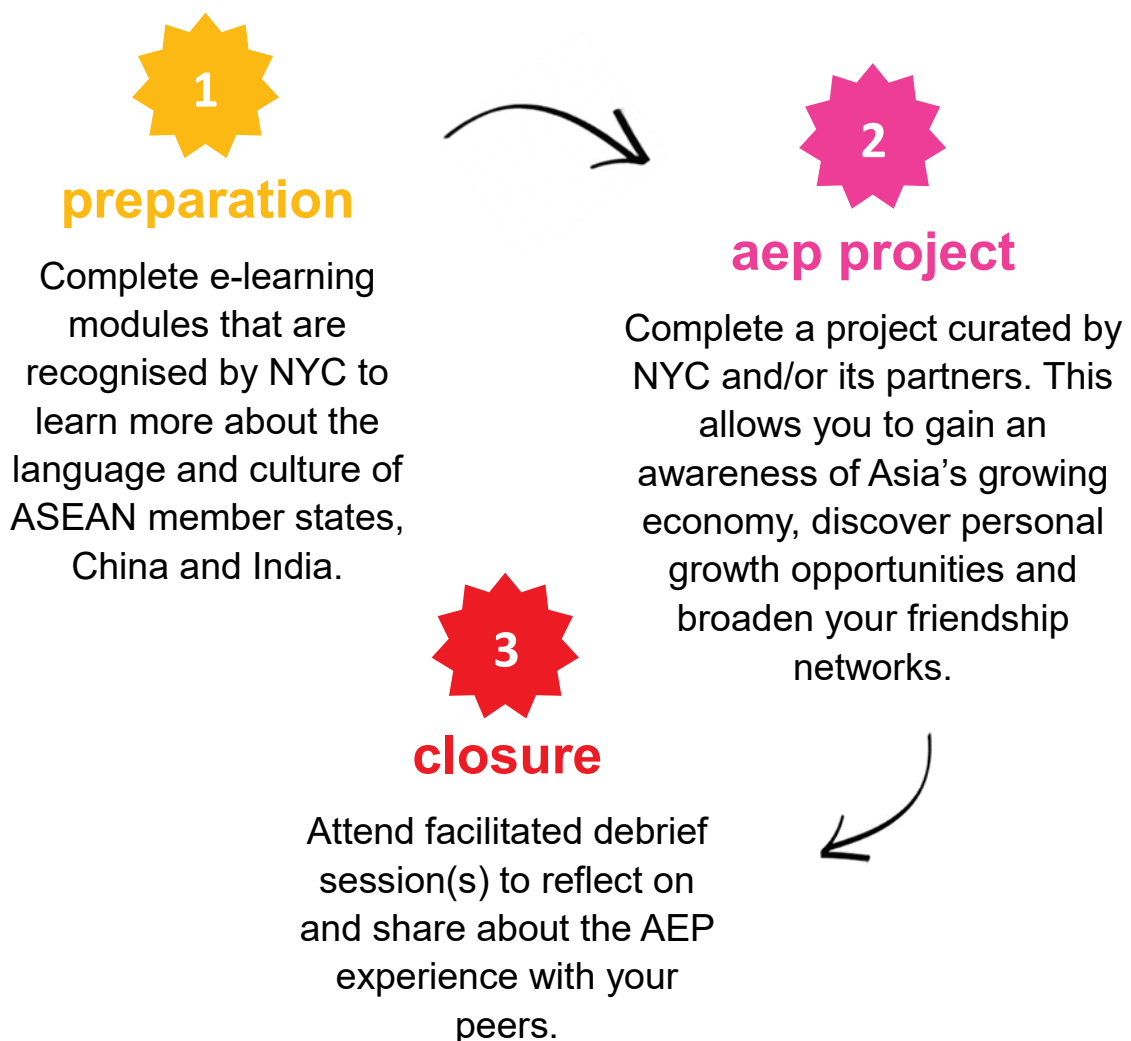 1
preparation
Complete e-learning
modules that are
recognised by NYC to
learn more about the
language and culture of
ASEAN member states,
China and India.
2
aep project
Complete a project curated by
NYC and/or its partners. This
allows you to gain an
awareness of Asia’s growing
economy, discover personal
growth opportunities and
broaden your friendship
networks.
3
closure
Attend facilitated debrief
session(s) to reflect on
and share about the AEP
experience with your
peers.